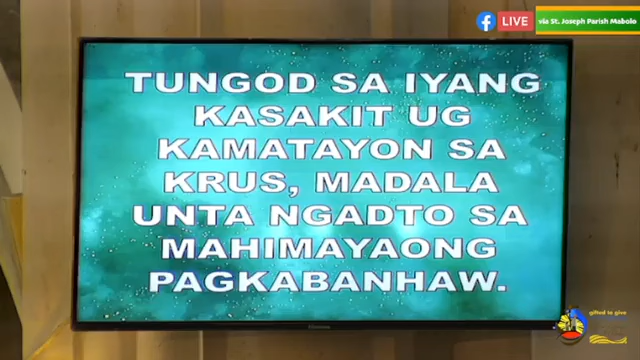 LIVE
via St. Joseph Parish Mabolo
TUNGOD SA IYANG
KASAKIT UG
KAMATAYON SA
KRUS, MADALA
UNTA NGADTO SA
MAHIMAYAONG
PAGKABANHAW.
gifted to give